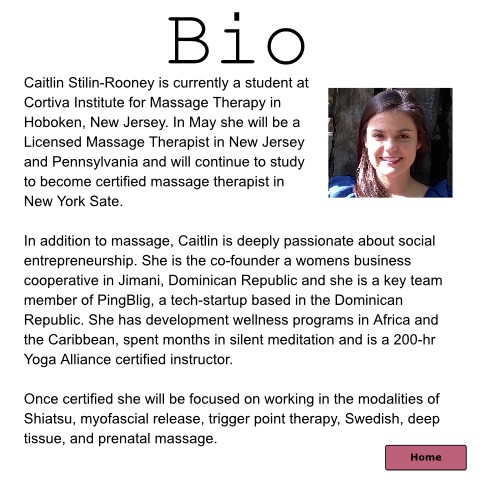 Bio
Caitlin Stilin-Rooney is currently a student at
Cortiva Institute for Massage Therapy in
Hoboken, New Jersey. In May she will be a
Licensed Massage Therapist in New Jersey
and Pennsylvania and will continue to study
to become certified massage therapist in
New York Sate.
In addition to massage, Caitlin is deeply passionate about social
entrepreneurship. She is the co-founder a womens business
cooperative in Jimani, Dominican Republic and she is a key team
member of PingBlig, a tech-startup based in the Dominican
Republic. She has development wellness programs in Africa and
the Caribbean, spent months in silent meditation and is a 200-hr
Yoga Alliance certified instructor.
Once certified she will be focused on working in the modalities of
Shiatsu, myofascial release, trigger point therapy, Swedish, deep
tissue, and prenatal massage.
Home